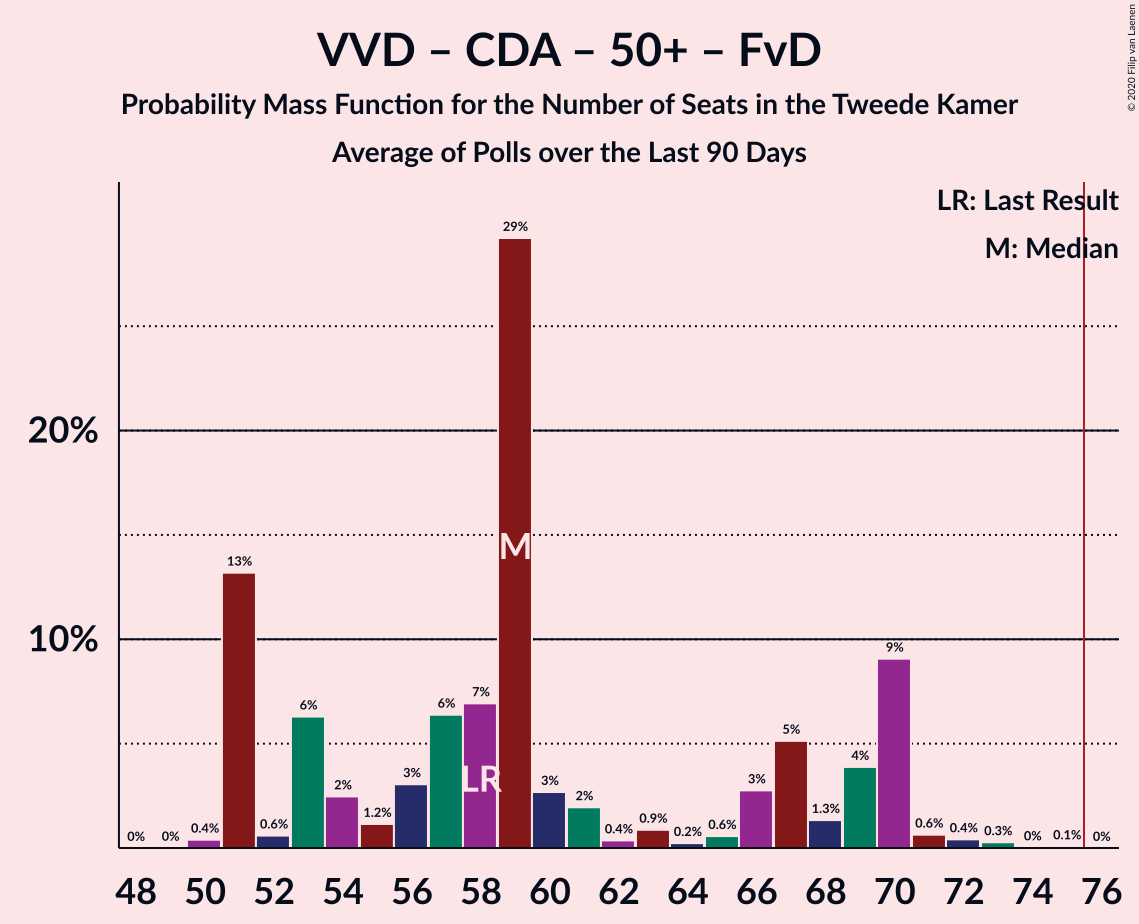 VVD – CDA – 50+ – FvD
Probability Mass Function for the Number of Seats in the Tweede Kamer
Average of Polls over the Last 90 Days
© 2020 Filip van Laenen
LR: Last Result
M: Median
29%
20%
M
13%
10%
9%
7%
6% 6%
5%
4%
LR
3% 3% 3%
2% 2%
1.2% 1.3%
0% 0% 0.4% 0.6% 0.4% 0.9% 0.2% 0.6% 0.6% 0.4% 0.3% 0% 0.1% 0%
48 50 52 54 56 58 60 62 64 66 68 70 72 74 76